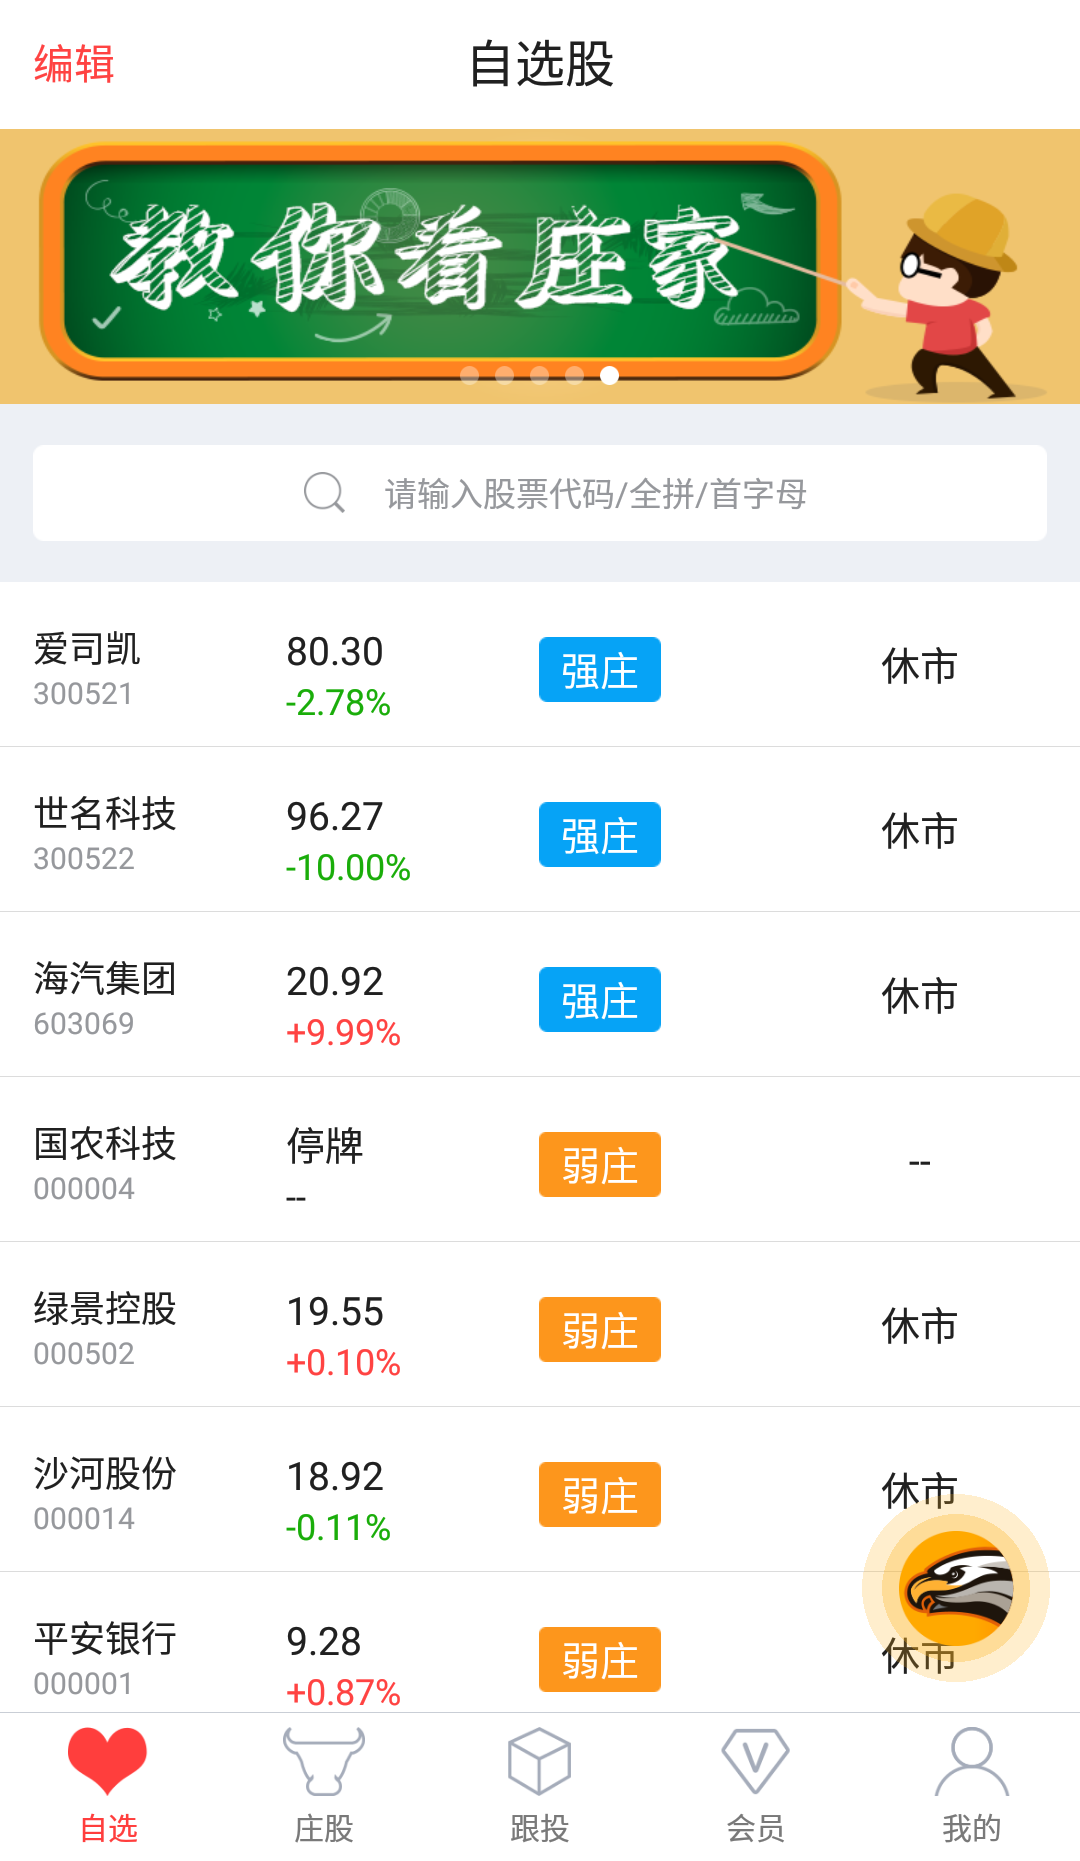 编辑
自选股
教你看庄家
请输入股票代码/全拼/首字母
爱司凯
300521
80.30
-2.78%
强庄
休市
世名科技
300522
96.27
-10.00%
强庄
休市
海汽集团
603069
20.92
+9.99%
强庄
休市
国农科技
000004
停牌
--
弱庄
--
绿景控股
000502
19.55
+0.10%
弱庄
休市
沙河股份
000014
18.92
-0.11%
弱庄
休市
平安银行
000001
9.28
+0.87%
弱庄
休市
自选
庄股
跟投
V
会员
我的